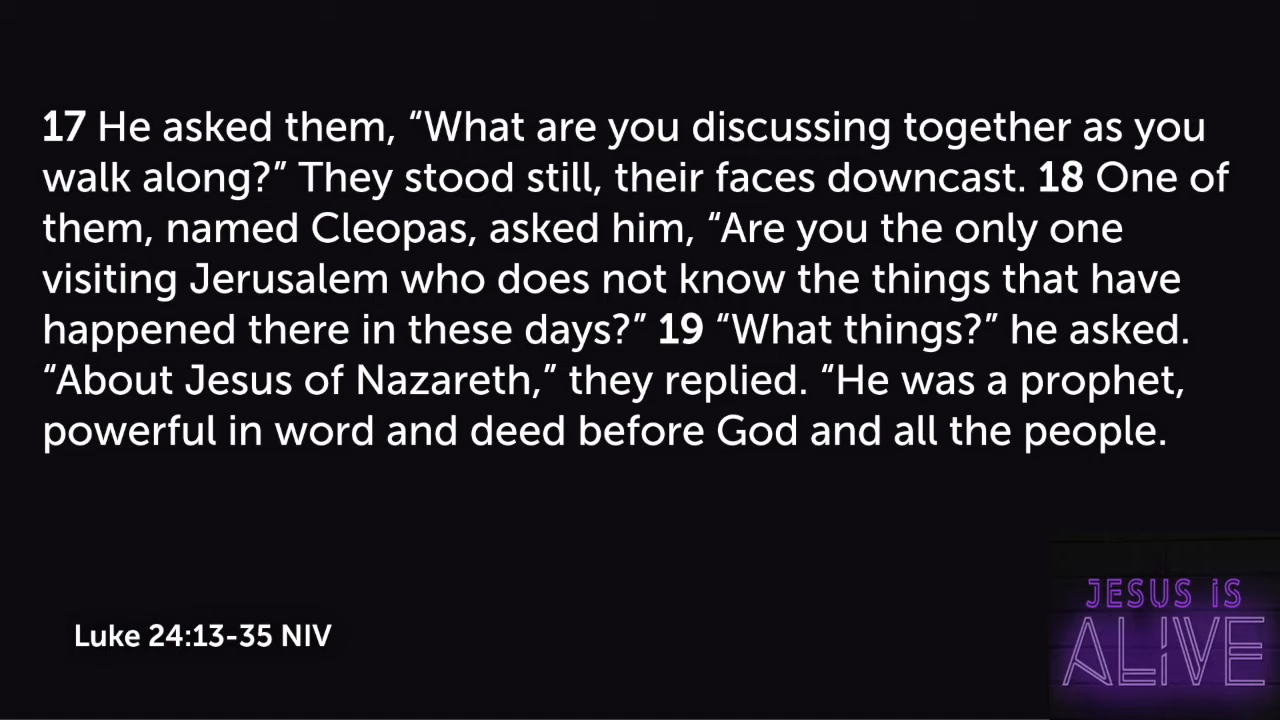 17 He asked them, “What are you discussing together as you
walk along?” They stood still, their faces downcast. 18 One of
them, named Cleopas, asked him, “Are you the only one
visiting Jerusalem who does not know the things that have
happened there in these days?” 19 “What things?” he asked.
“About Jesus of Nazareth,” they replied. “He was a prophet,
powerful in word and deed before God and all the people.
Luke 24:13-35 NIV
JESUS IS
ALIVE